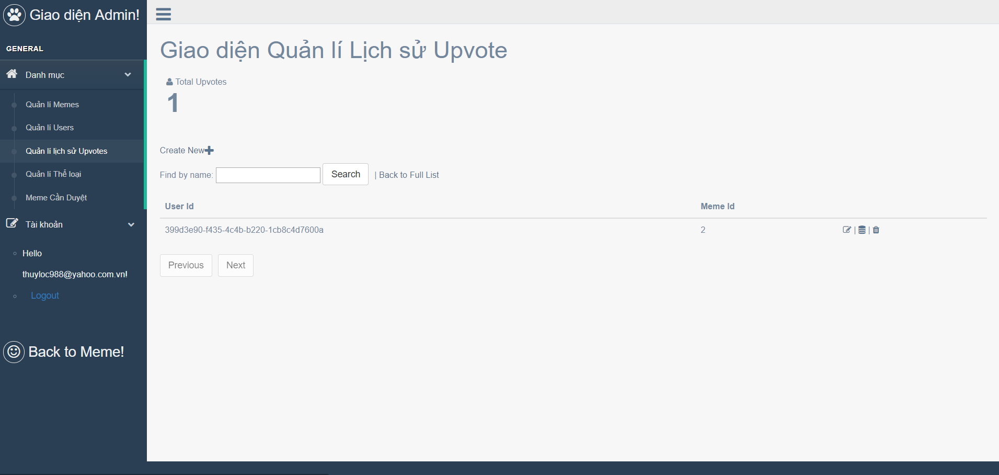 Giao diện Admin!
GENERAL
Danh mục
Quản lí Memes
Quản lí Users
Quản lí lịch sử Upvotes
Quản lí Thể loại
Meme Cần Duyệt
Tài khoản
Hello
thuyloc988@yahoo.com.vn!
Logout
Back to Meme!
Giao diện Quản lí Lịch sử Upvote
Total Upvotes
1
Create New
Find by name: Search | Back to Full List
User Id Meme Id
399d3e90-f435-4c4b-b220-1cb8c4d7600a 2 | |
Previous Next